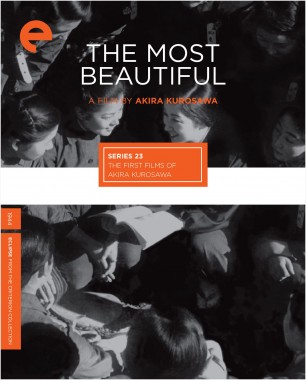 e
THE MOST
BEAUTIFUL
A FILM BY AKIRA KUROSAWA
SERIES 23
THE FIRST FILMS OF
AKIRA KUROSAWA
1944
ECLIPSE FROM THE CRITERION COLLECTION